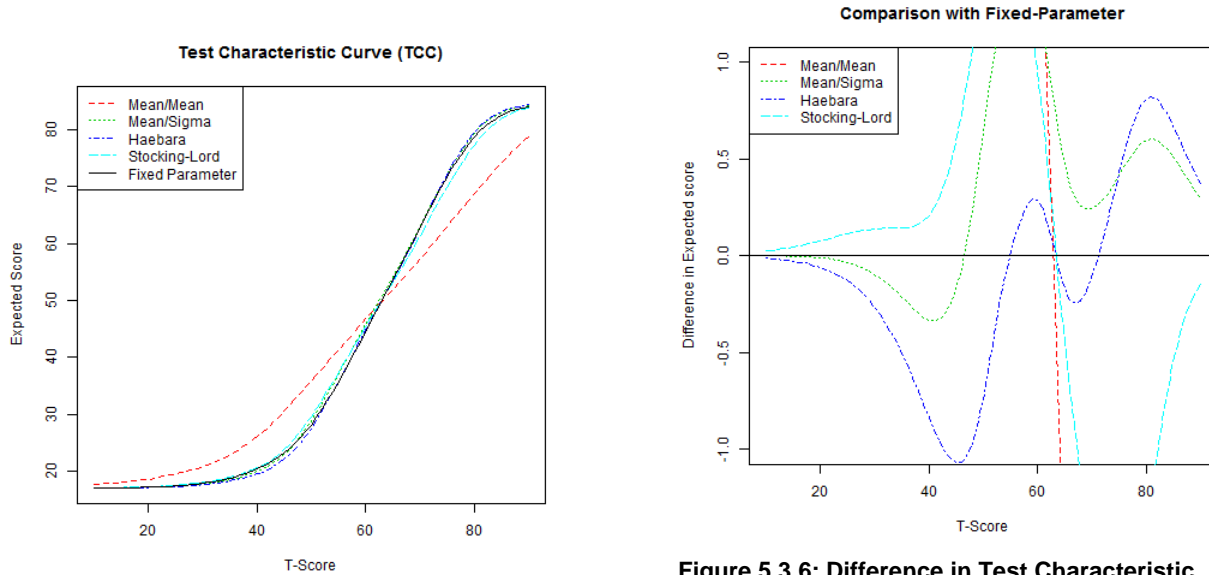 Test Characteristic Curve (TCC)
Mean/Mean
Mean/Sigma
Haebara
Stocking-Lord
Fixed Parameter
Expected Score
80
70
60
50
40
30
20
20
40
60
80
T-Score
Comparison with Fixed-Parameter
Mean/Mean
Mean/Sigma
Haebara
Stocking-Lord
Difference in Expected score
1.0
0.5
0.0
-0.5
-1.0
20
40
60
80
T-Score
Figure 5.3.6: Difference in Test Characteristic